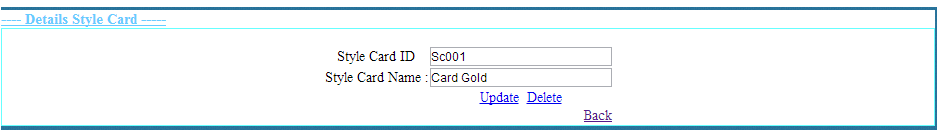 ---- Details Style Card -----
Style Card ID Sc001
Style Card Name : Card Gold
Update Delete
Back